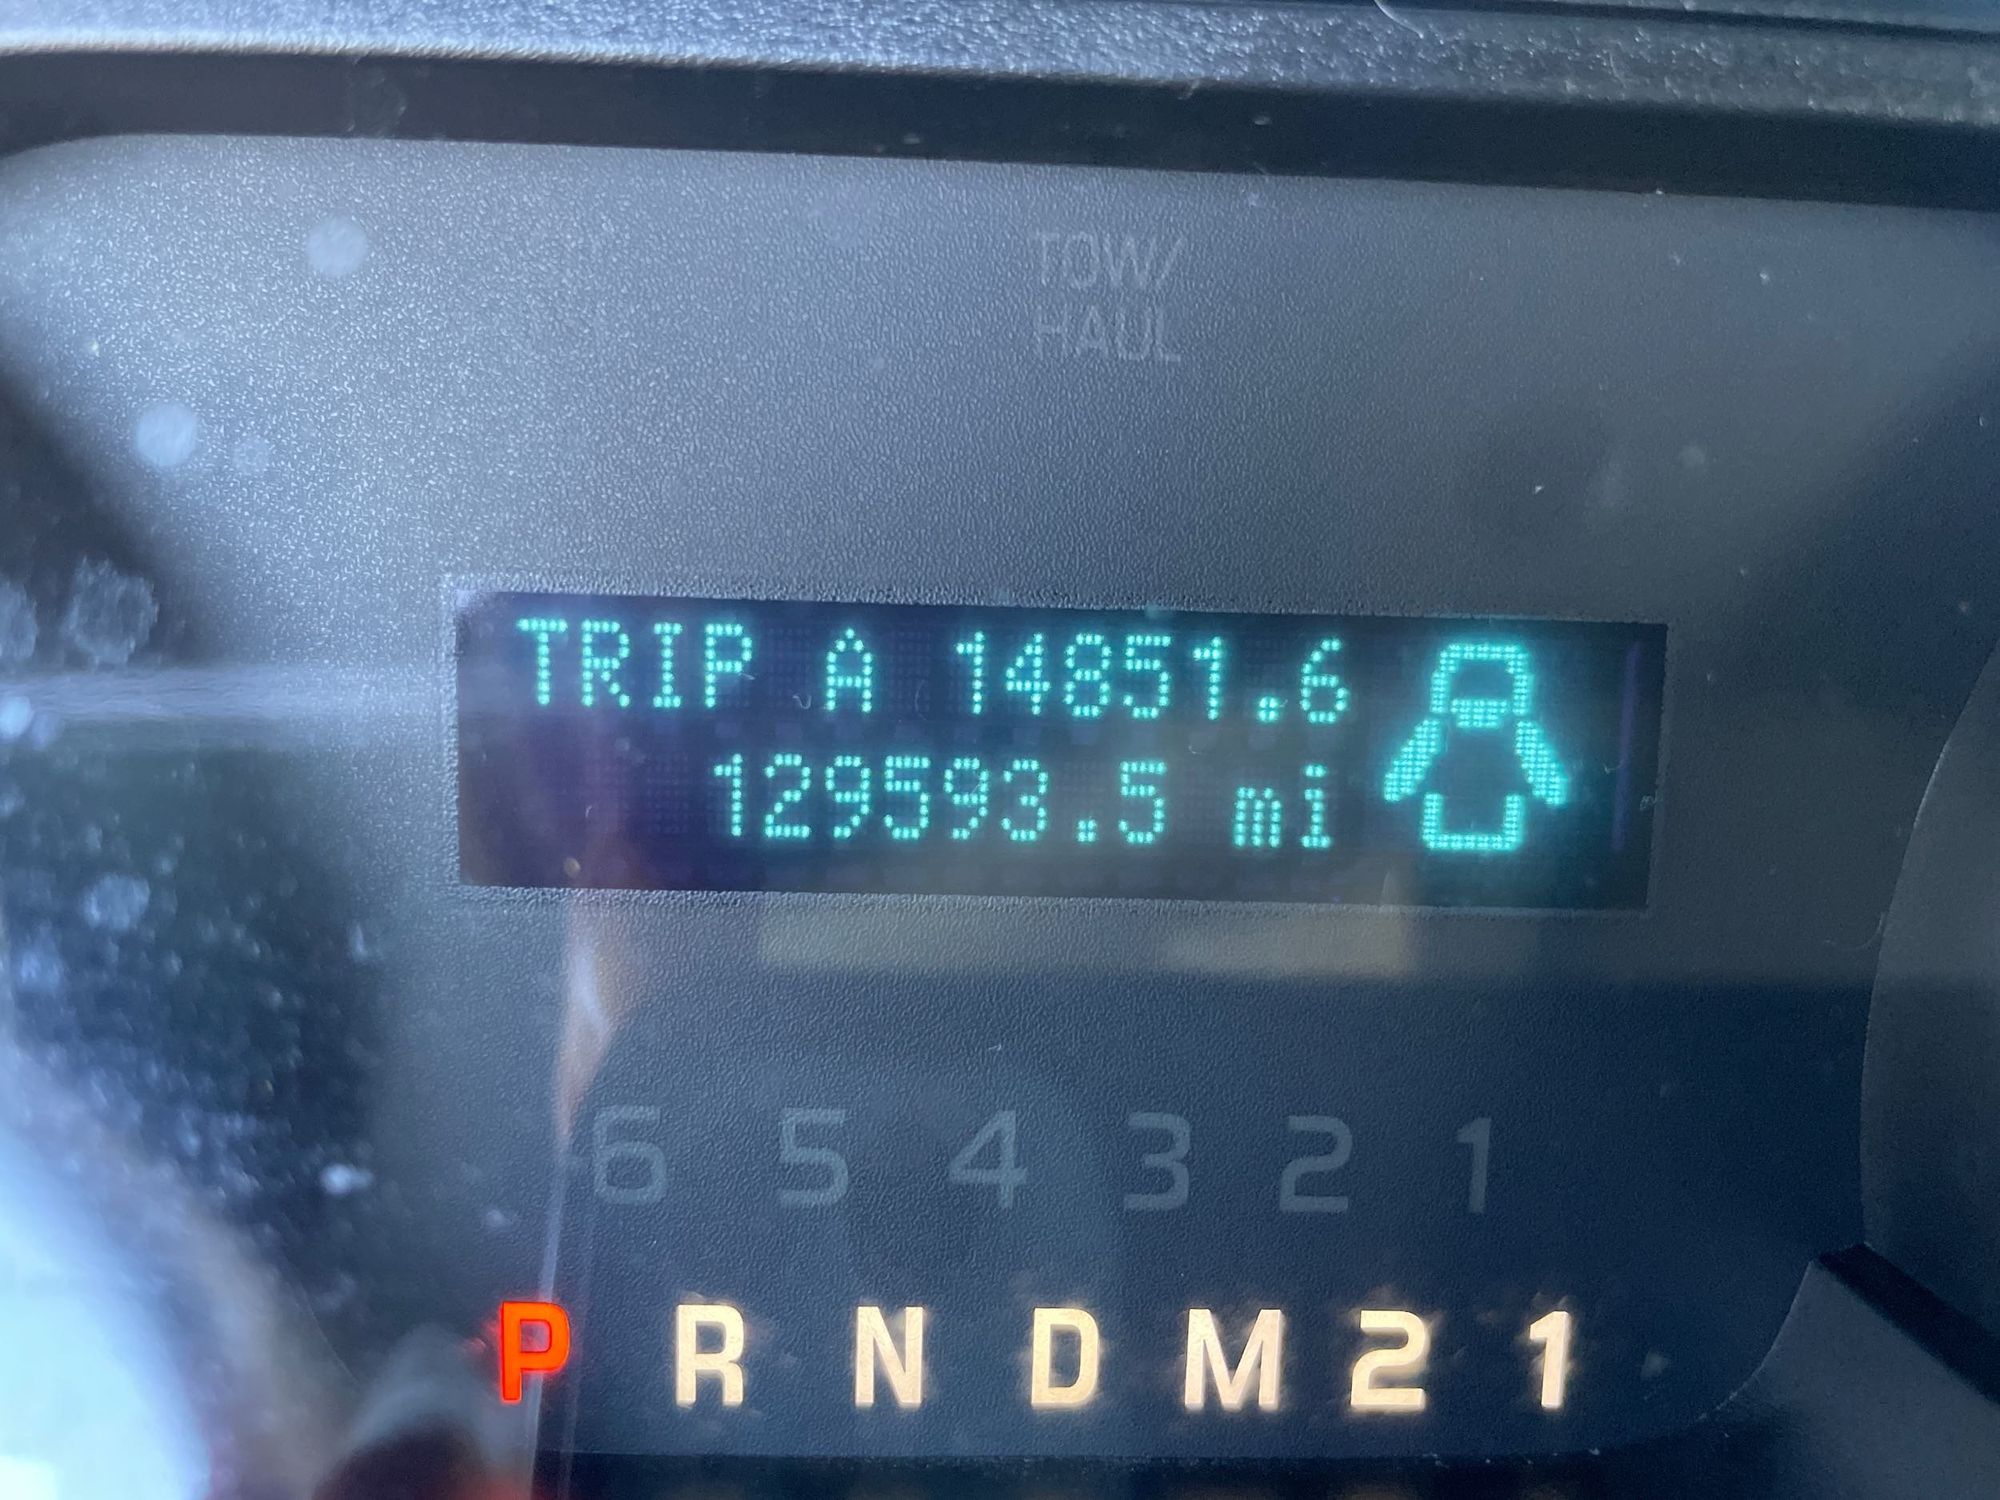 TOW/
HAUL
TRIP A 14851.6
129593.5 mi
6 5 4 3 2 1
P R N D M 2 1